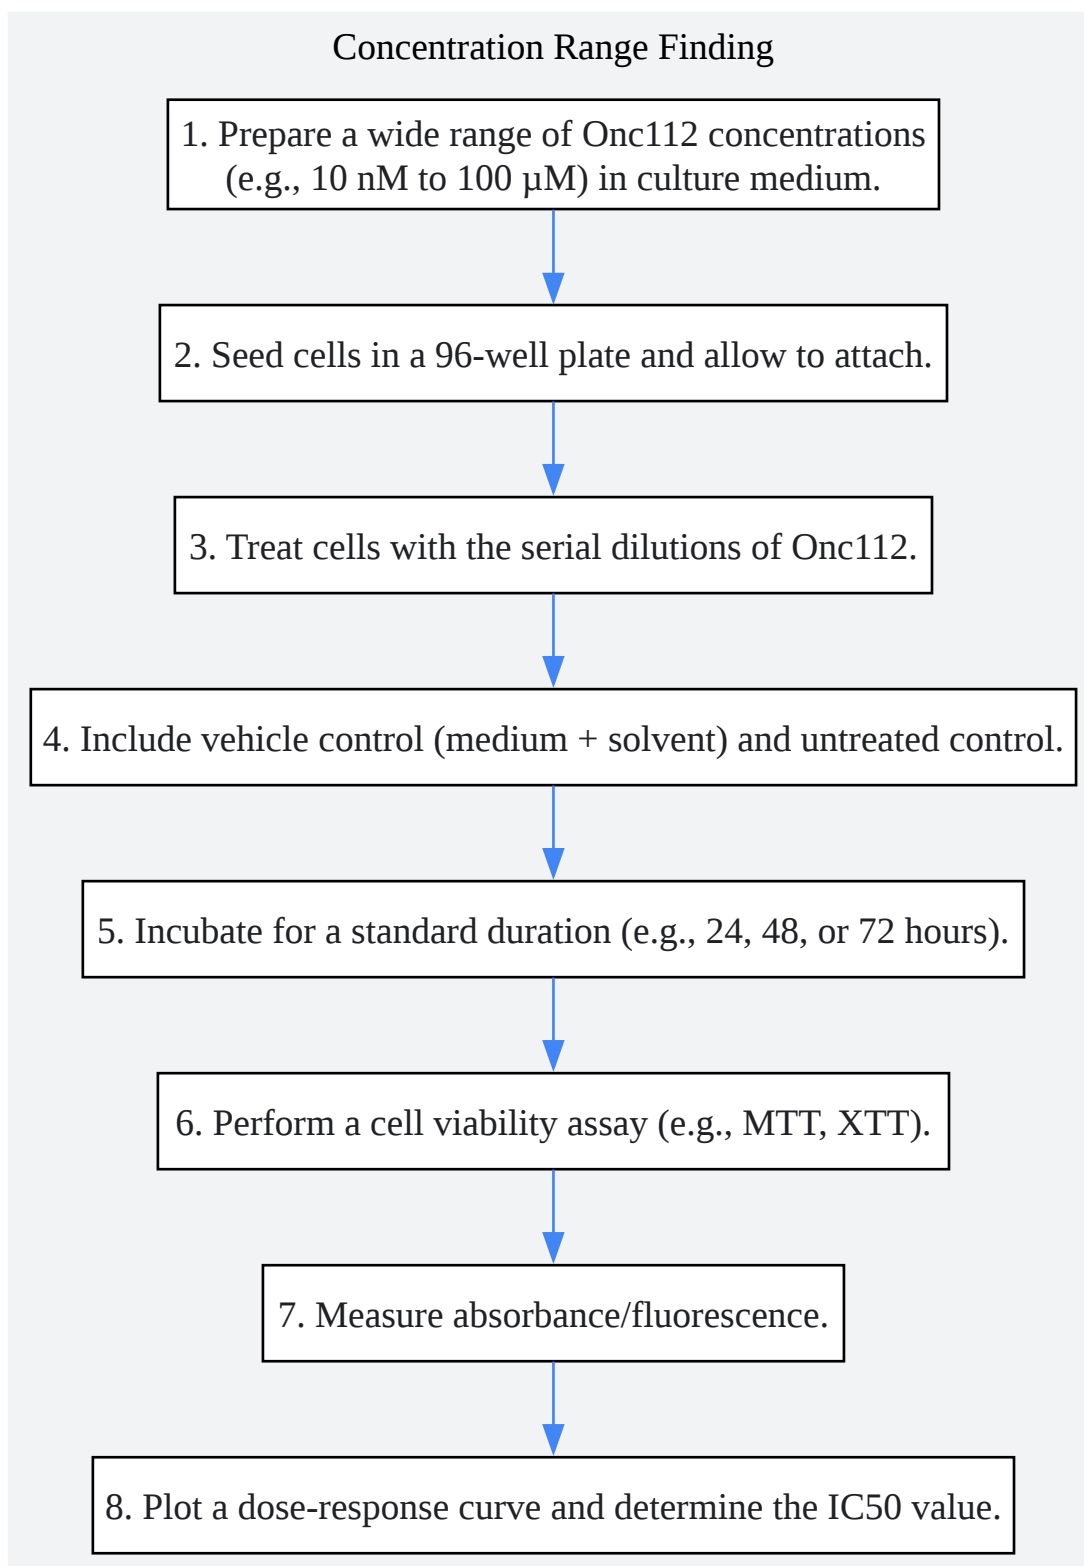 Concentration Range Finding
1. Prepare a wide range of Onc112 concentrations
(e.g., 10 nM to 100 µM) in culture medium.
2. Seed cells in a 96-well plate and allow to attach.
3. Treat cells with the serial dilutions of Onc112.
4. Include vehicle control (medium + solvent) and untreated control.
5. Incubate for a standard duration (e.g., 24, 48, or 72 hours).
6. Perform a cell viability assay (e.g., MTT, XTT).
7. Measure absorbance/fluorescence.
8. Plot a dose-response curve and determine the IC50 value.